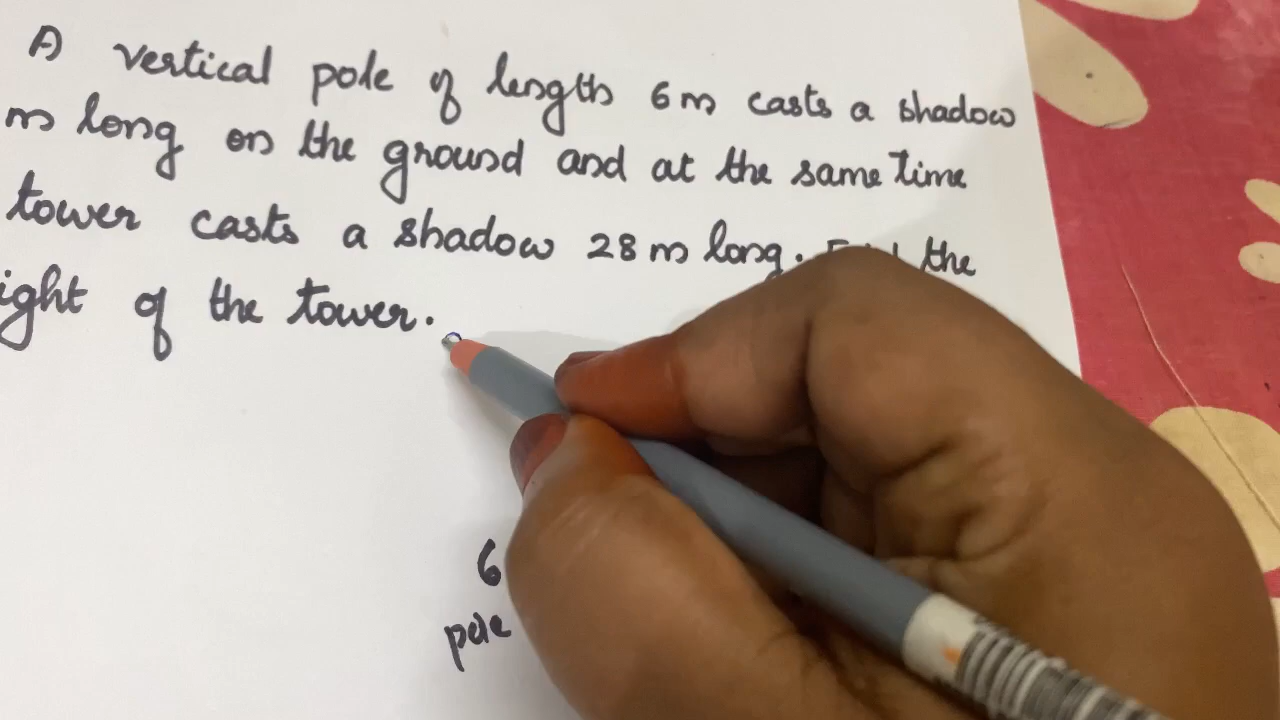 A vertical pole of length 6 m casts a shadow
m long on the ground and at the same time
tower casts a shadow 28 m long. the
ight of the tower.
6
pole